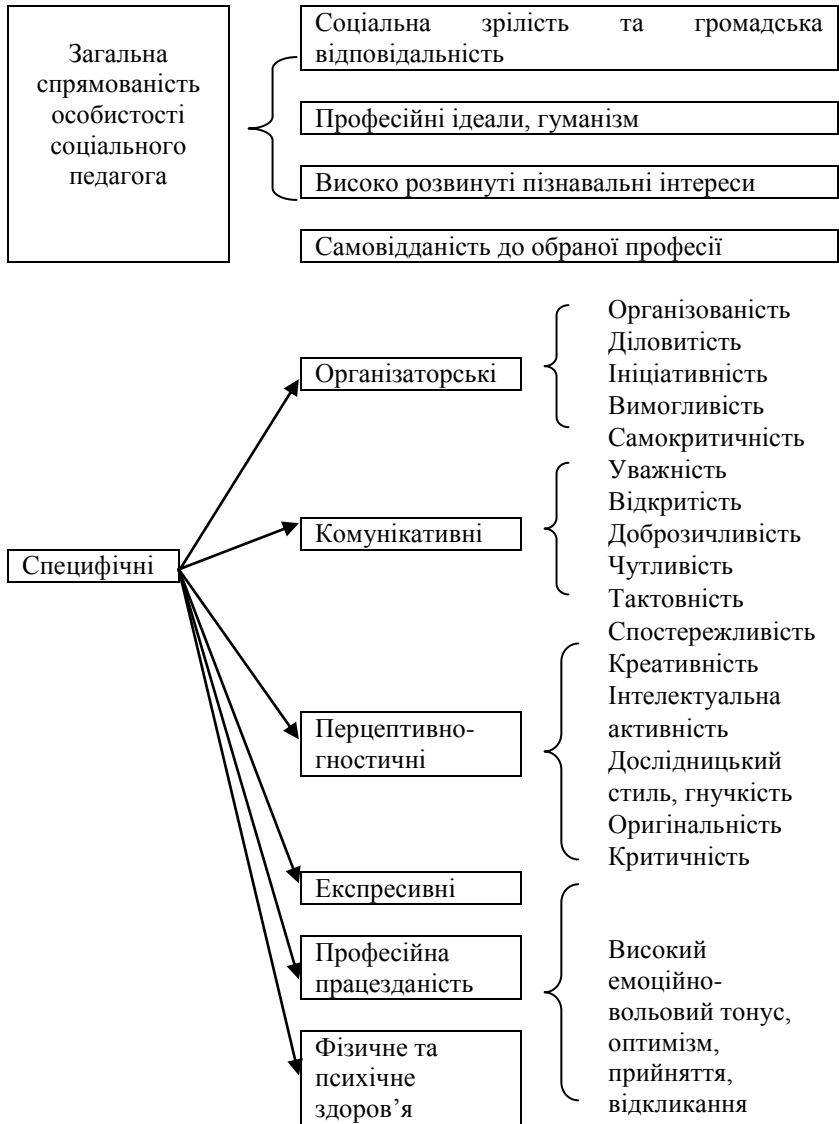 Загальна
спрямованість
особистості
соціального
педагога
Соціальна зрілість та громадська
відповідальність
Професійні ідеали, гуманізм
Високо розвинуті пізнавальні інтереси
Самовідданість до обраної професії
Специфічні
Організаторські
Організованість
Діловитість
Ініціативність
Вимогливість
Самокритичність
Комунікативні
Уважність
Відкритість
Доброзичливість
Чутливість
Тактовність
Перцептивно-
гностичні
Спостережливість
Креативність
Інтелектуальна
активність
Дослідницький
стиль, гнучкість
Оригінальність
Критичність
Експресивні
Професійна
працезданість
Фізичне та
психічне
здоров’я
Високий
емоційно-
вольовий тонус,
оптимізм,
прийняття,
відкликання